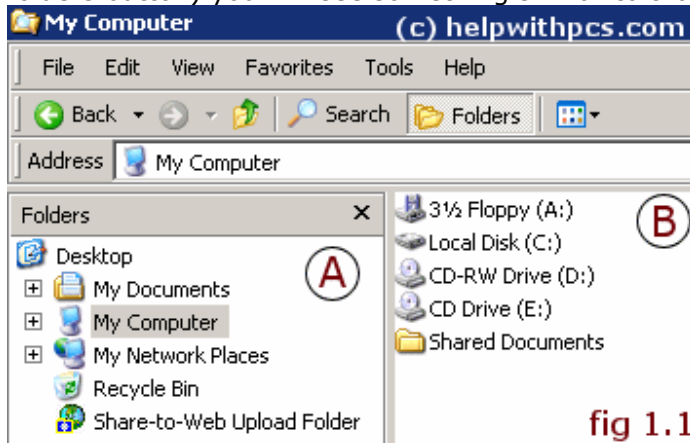 My Computer (c) helpwithpcs.com
File Edit View Favorites Tools Help
Back Search Folders
Address My Computer
Folders x
Desktop
My Documents
My Computer
My Network Places
Recycle Bin
Share-to-Web Upload Folder
A
3½ Floppy (A:)
Local Disk (C:)
CD-RW Drive (D:)
CD Drive (E:)
Shared Documents
B
fig 1.1